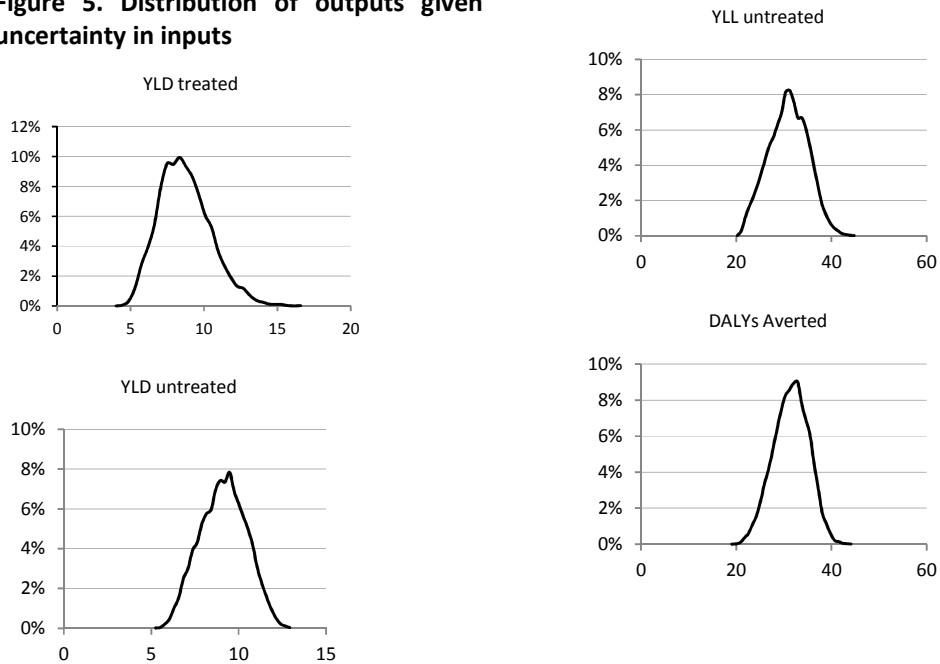 Figure 5. Distribution of outputs given
uncertainty in inputs
YLD treated
12%
10%
8%
6%
4%
2%
0%
0 5 10 15 20
YLD untreated
10%
8%
6%
4%
2%
0%
0 5 10 15
YLL untreated
10%
8%
6%
4%
2%
0%
0 20 40 60
DALYs Averted
10%
8%
6%
4%
2%
0%
0 20 40 60